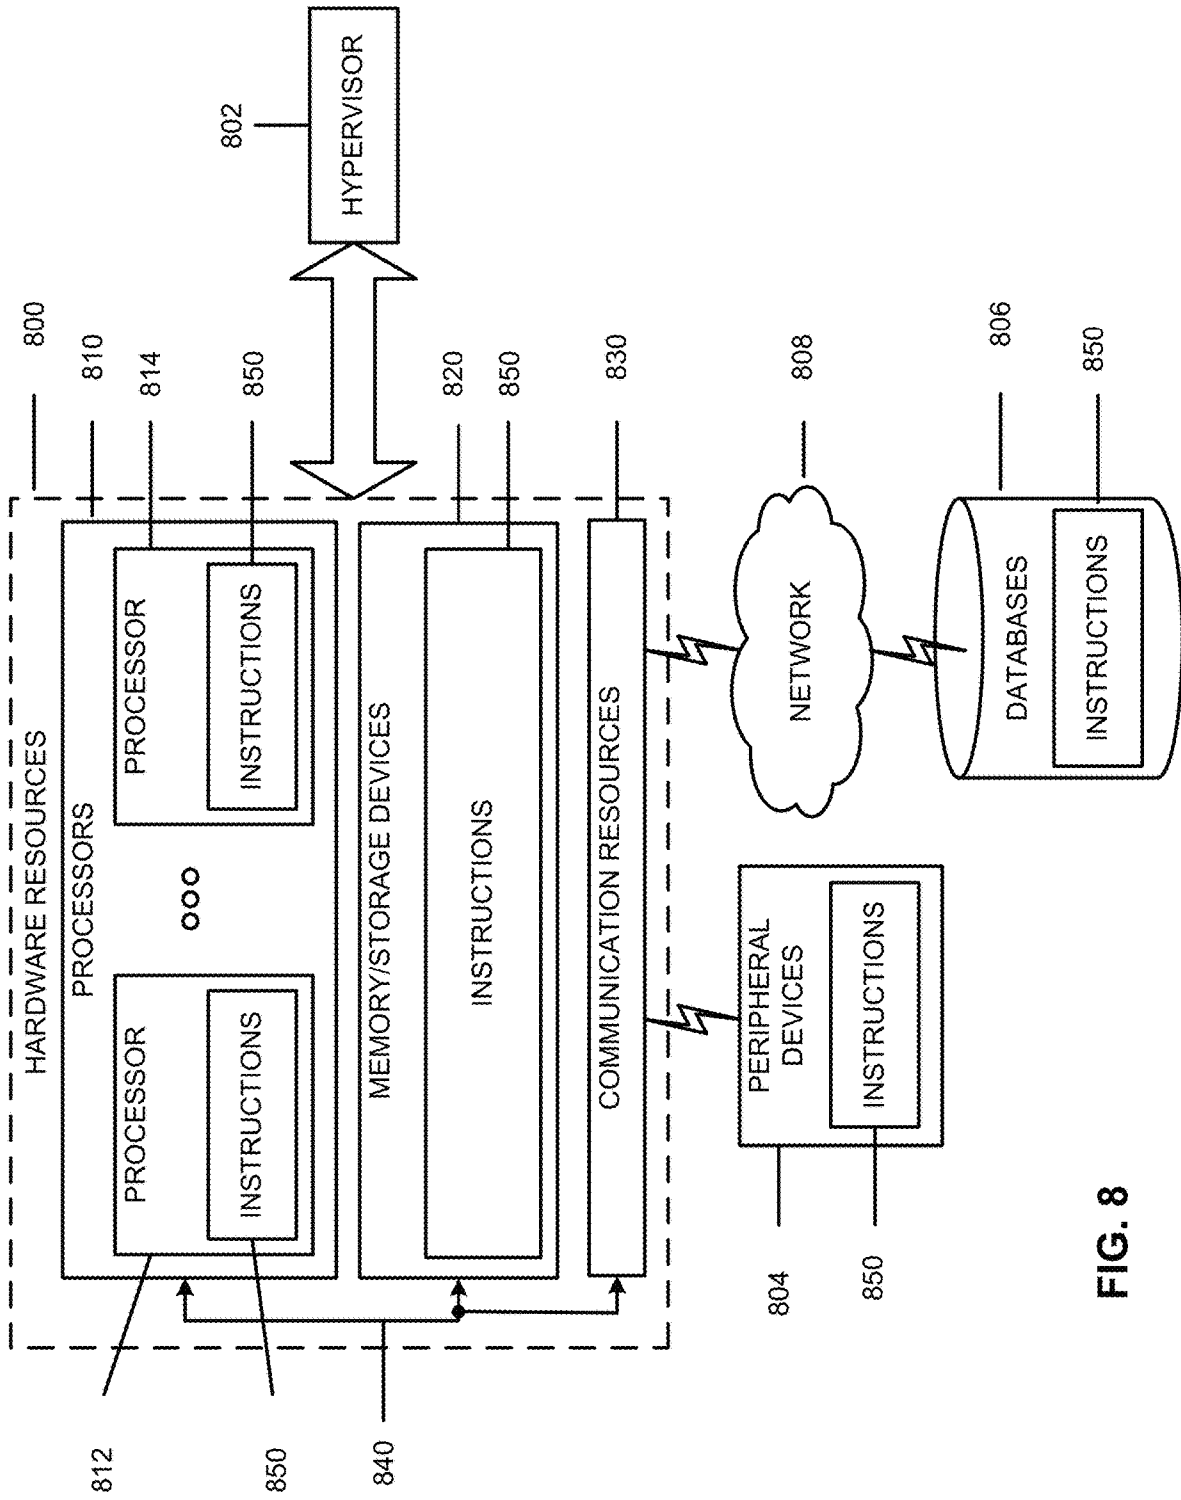 HARDWARE RESOURCES
800
PROCESSORS
810
812
PROCESSOR
PROCESSOR
814
802
850
INSTRUCTIONS
INSTRUCTIONS
850
HYPERVISOR
840
MEMORY/STORAGE DEVICES
820
INSTRUCTIONS
850
COMMUNICATION RESOURCES
830
804
PERIPHERAL
DEVICES
NETWORK
808
850
INSTRUCTIONS
DATABASES
806
INSTRUCTIONS
850
FIG. 8